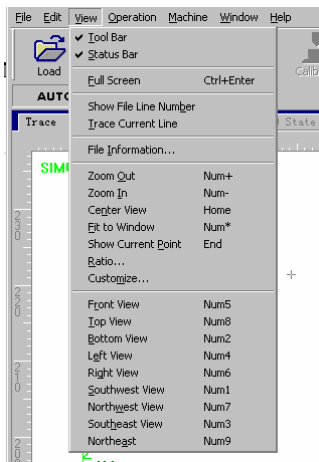 File Edit View Operation Machine Window Help
Tool Bar
Status Bar
Load
Full Screen Ctrl+Enter
Calib
AUTO
Show File Line Number
Trace
Trace Current Line
State
File Information...
SIMU
Zoom Out Num+
Zoom In Num-
Center View Home
230
Fit to Window Num*
Show Current Point End
Ratio...
Customize...
220
Front View Num5
Top View Num8
Bottom View Num2
Left View Num4
210
Right View Num6
Southwest View Num1
Northwest View Num7
Southeast View Num3
Northeast Num9